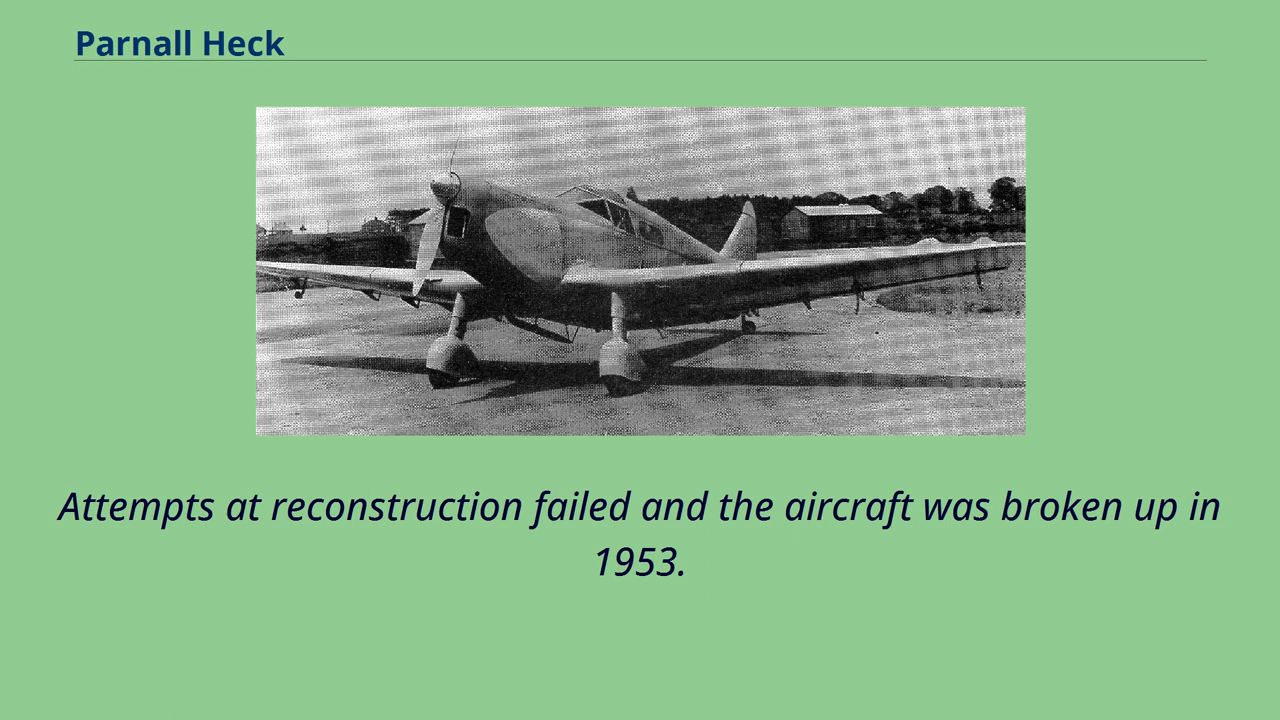 Parnall Heck
Attempts at reconstruction failed and the aircraft was broken up in
1953.